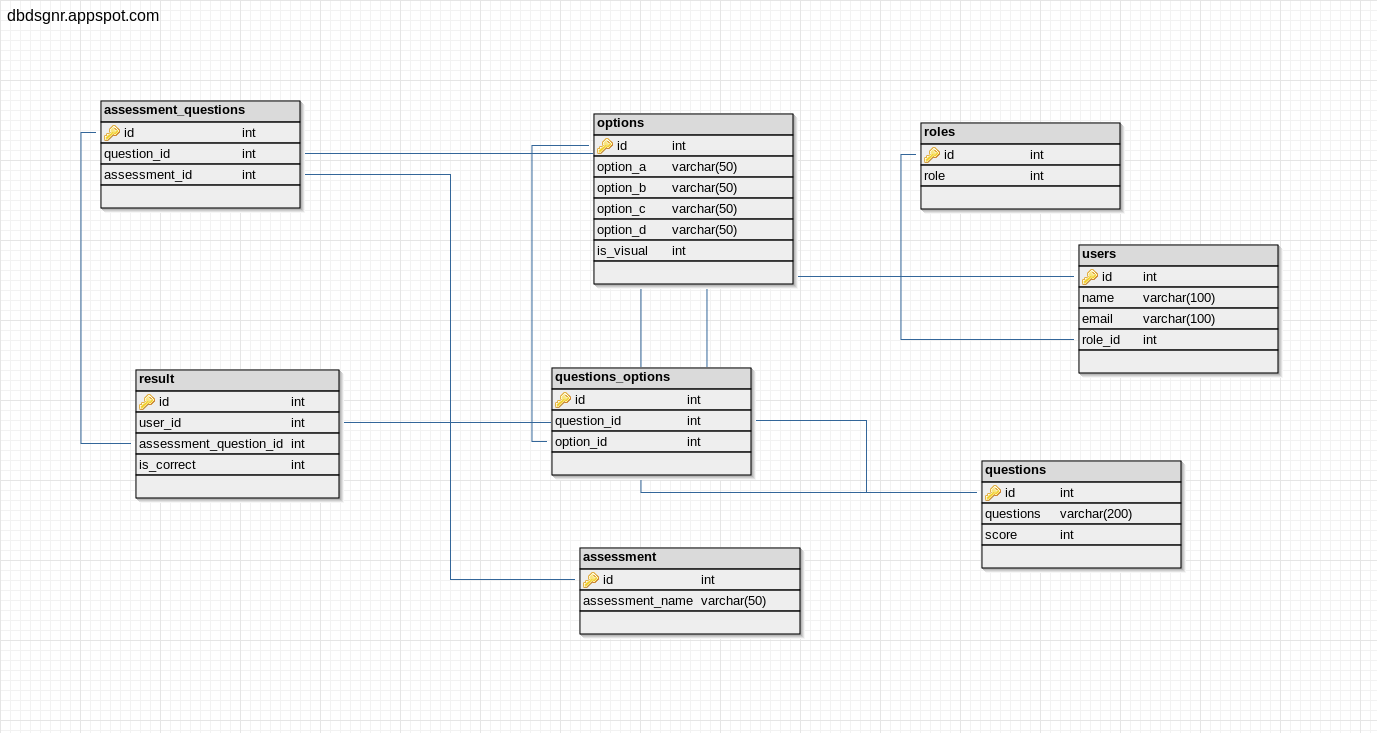 dbdsgnr.appspot.com
assessment_questions
id int
question_id int
assessment_id int
options
id int
option_a varchar(50)
option_b varchar(50)
option_c varchar(50)
option_d varchar(50)
is_visual int
roles
id int
role int
users
id int
name varchar(100)
email varchar(100)
role_id int
result
id int
user_id int
assessment_question_id int
is_correct int
questions_options
id int
question_id int
option_id int
questions
id int
questions varchar(200)
score int
assessment
id int
assessment_name varchar(50)